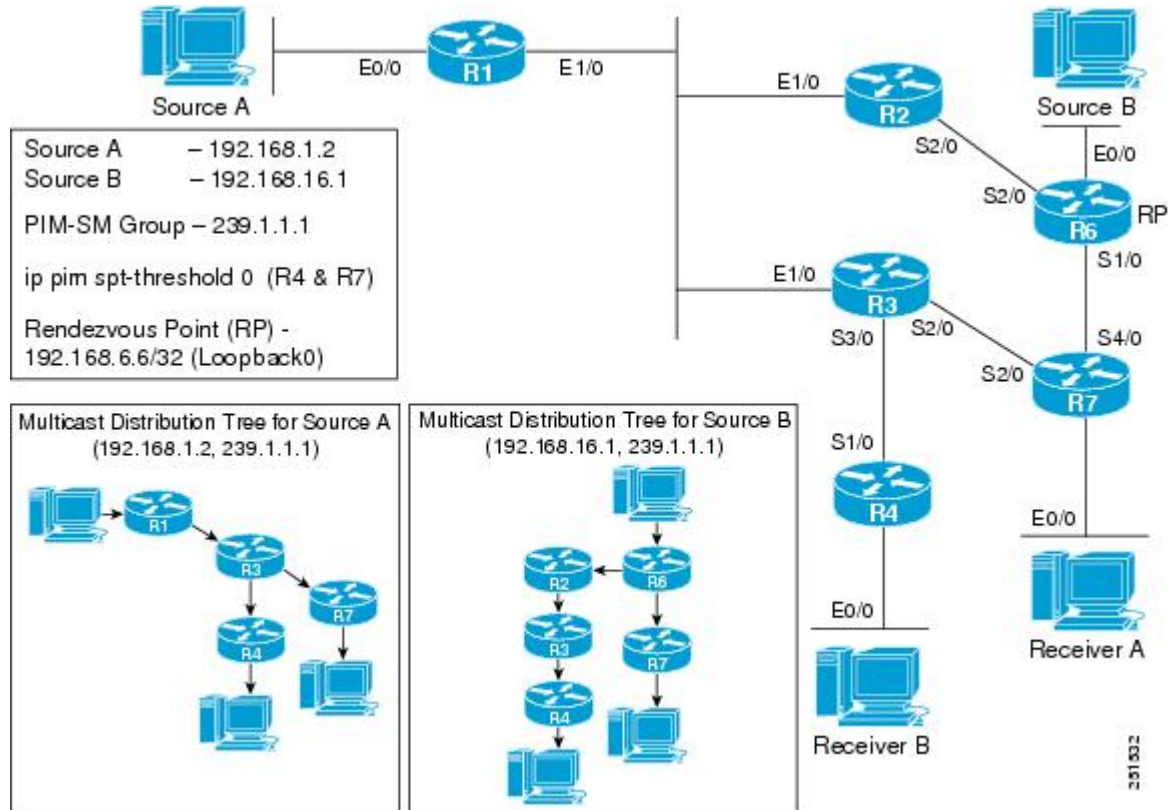 Source A
E0/0
R1
E1/0
E1/0
R2
S2/0
Source B
E0/0
S2/0
R6
RP
S1/0
Source A – 192.168.1.2
Source B – 192.168.16.1
PIM-SM Group – 239.1.1.1
ip pim spt-threshold 0 (R4 & R7)
Rendezvous Point (RP) -
192.168.6.6/32 (Loopback0)
E1/0
R3
S3/0
S2/0
S4/0
S2/0
R7
S1/0
R4
E0/0
E0/0
Receiver A
Receiver B
Multicast Distribution Tree for Source A
(192.168.1.2, 239.1.1.1)
R1
R3
R7
R4
Multicast Distribution Tree for Source B
(192.168.16.1, 239.1.1.1)
R2
R6
R3
R7
R4
251532